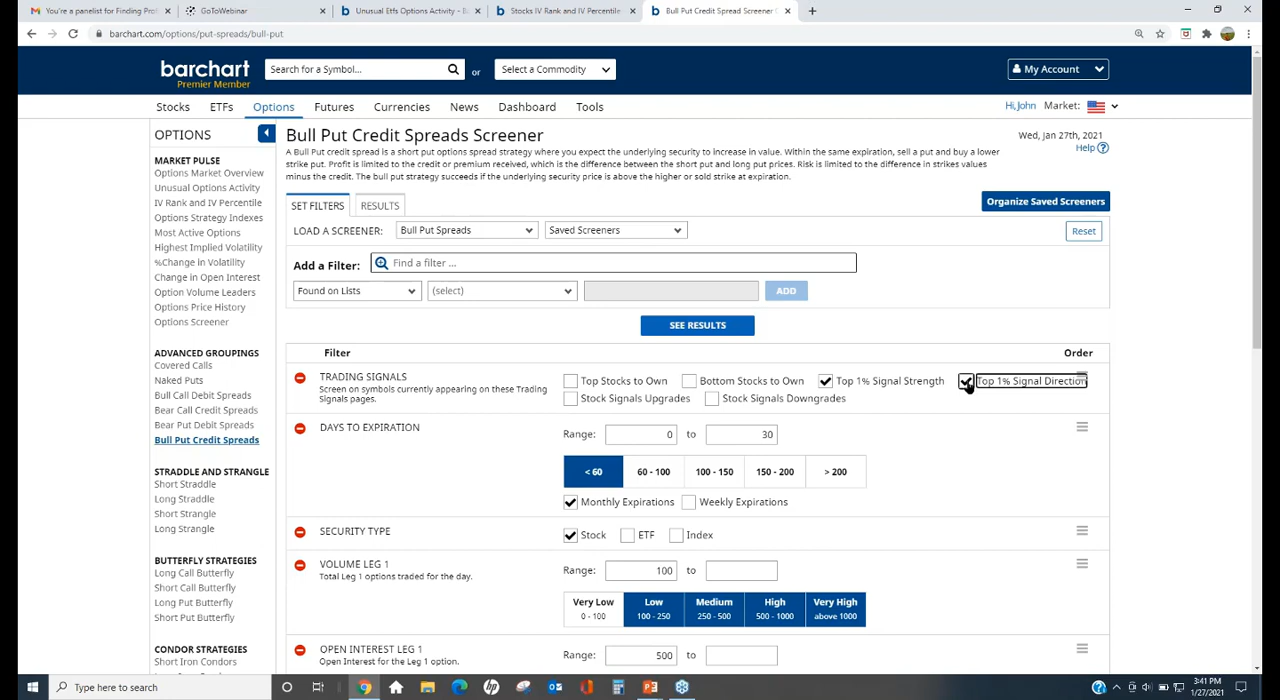 You're a panelist for Finding Pro
GoToWebinar
Unusual Etfs Options Activity - B
Stocks IV Rank and IV Percentile
Bull Put Credit Spread Screener
barchart.com/options/put-spreads/bull-put
barchart
Premier Member
Search for a Symbol...
or
Select a Commodity
My Account
Stocks
ETFs
Options
Futures
Currencies
News
Dashboard
Tools
Hi, John
Market:
OPTIONS
MARKET PULSE
Options Market Overview
Unusual Options Activity
IV Rank and IV Percentile
Options Strategy Indexes
Most Active Options
Highest Implied Volatility
%Change in Volatility
Change in Open Interest
Option Volume Leaders
Options Price History
Options Screener
ADVANCED GROUPINGS
Covered Calls
Naked Puts
Bull Call Debit Spreads
Bear Call Credit Spreads
Bear Put Debit Spreads
Bull Put Credit Spreads
STRADDLE AND STRANGLE
Short Straddle
Long Straddle
Short Strangle
Long Strangle
BUTTERFLY STRATEGIES
Long Call Butterfly
Short Call Butterfly
Long Put Butterfly
Short Put Butterfly
CONDOR STRATEGIES
Short Iron Condors
Bull Put Credit Spreads Screener
Wed, Jan 27th, 2021
Help
A Bull Put credit spread is a short put options spread strategy where you expect the underlying security to increase in value. Within the same expiration, sell a put and buy a lower
strike put. Profit is limited to the credit or premium received, which is the difference between the short put and long put prices. Risk is limited to the difference in strikes values
minus the credit. The bull put strategy succeeds if the underlying security price is above the higher or sold strike at expiration.
SET FILTERS
RESULTS
Organize Saved Screeners
LOAD A SCREENER:
Bull Put Spreads
Saved Screeners
Reset
Add a Filter:
Find a filter ...
Found on Lists
(select)
ADD
SEE RESULTS
Filter
Order
TRADING SIGNALS
Screen on symbols currently appearing on these Trading
Signals pages.
Top Stocks to Own
Bottom Stocks to Own
Top 1% Signal Strength
Top 1% Signal Direction
Stock Signals Upgrades
Stock Signals Downgrades
DAYS TO EXPIRATION
Range: 0 to 30
< 60
60 - 100
100 - 150
150 - 200
> 200
Monthly Expirations
Weekly Expirations
SECURITY TYPE
Stock
ETF
Index
VOLUME LEG 1
Total Leg 1 options traded for the day.
Range: 100 to
Very Low
0 - 100
Low
100 - 250
Medium
250 - 500
High
500 - 1000
Very High
above 1000
OPEN INTEREST LEG 1
Open Interest for the Leg 1 option.
Range: 500 to
Type here to search
3:41 PM
1/27/2021